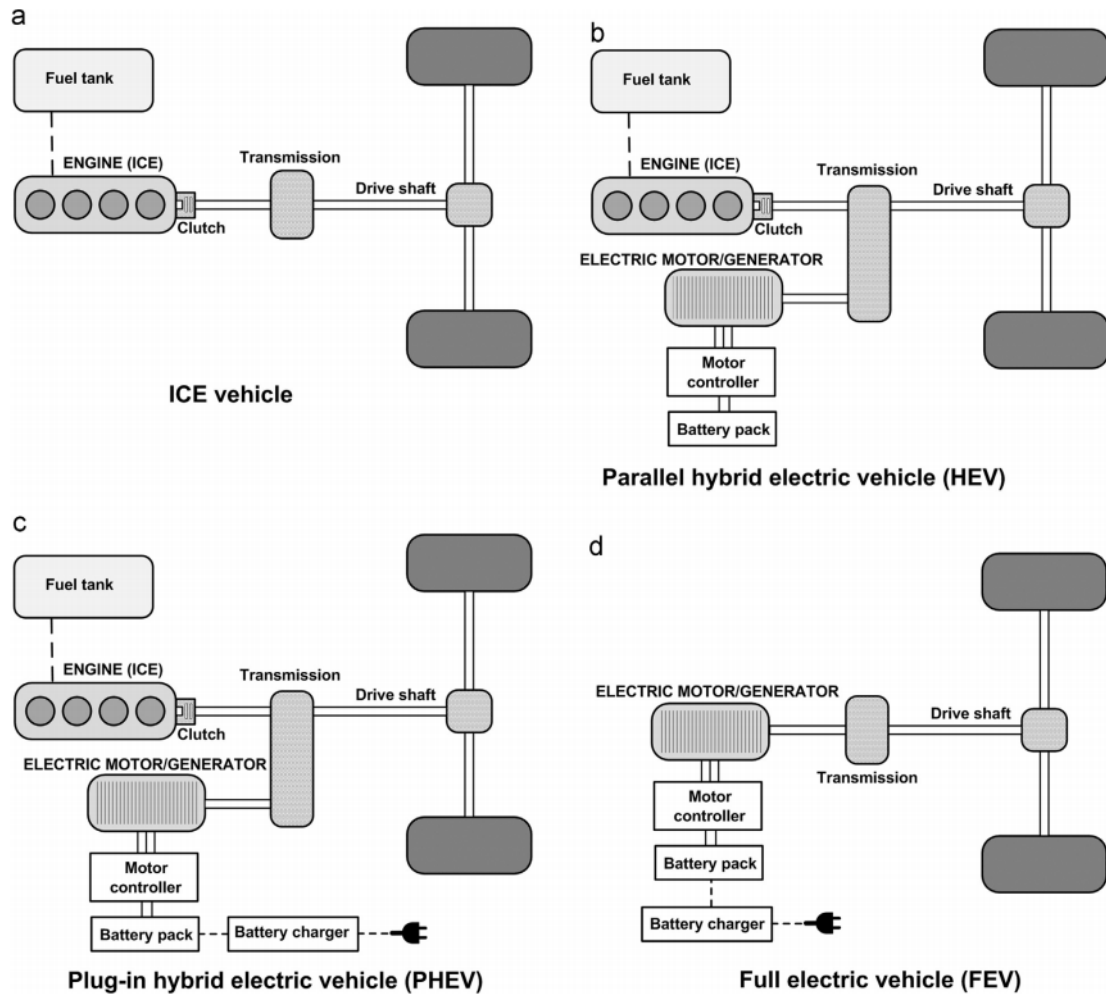 a
Fuel tank
ENGINE (ICE)
Transmission
Drive shaft
Clutch
ICE vehicle
b
Fuel tank
ENGINE (ICE)
Transmission
Drive shaft
Clutch
ELECTRIC MOTOR/GENERATOR
Motor
controller
Battery pack
Parallel hybrid electric vehicle (HEV)
c
Fuel tank
ENGINE (ICE)
Transmission
Drive shaft
Clutch
ELECTRIC MOTOR/GENERATOR
Motor
controller
Battery pack
Battery charger
Plug-in hybrid electric vehicle (PHEV)
d
ELECTRIC MOTOR/GENERATOR
Drive shaft
Transmission
Motor
controller
Battery pack
Battery charger
Full electric vehicle (FEV)